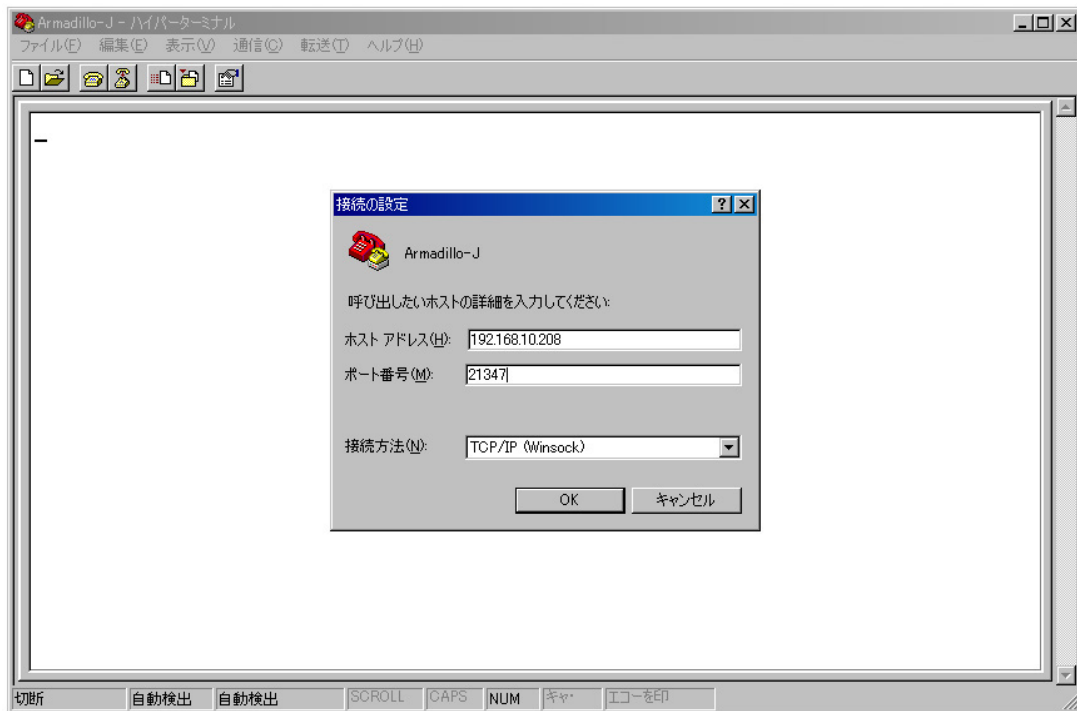 Armadillo-J - ハイパーターミナル
ファイル(F) 編集(E) 表示(V) 通信(C) 転送(T) ヘルプ(H)
接続の設定
Armadillo-J
呼び出したいホストの詳細を入力してください:
ホスト アドレス(H): 192.168.10.208
ポート番号(M): 21347
接続方法(N): TCP/IP (Winsock)
OK キャンセル
切断 自動検出 自動検出 SCROLL CAPS NUM キャ・ エコーを印